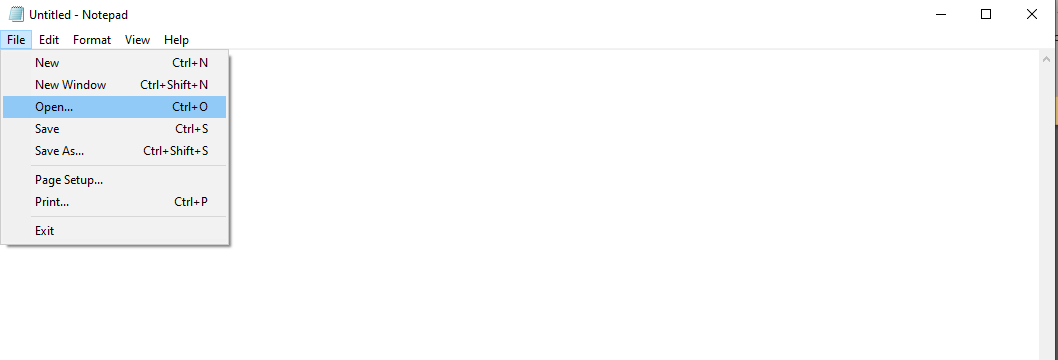 Untitled - Notepad
File Edit Format View Help
New Ctrl+N
New Window Ctrl+Shift+N
Open... Ctrl+O
Save Ctrl+S
Save As... Ctrl+Shift+S
Page Setup...
Print... Ctrl+P
Exit